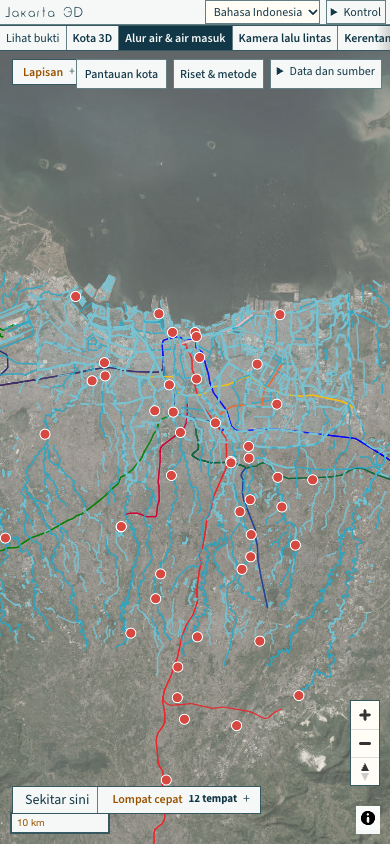 Jakarta 3D
Bahasa Indonesia
Kontrol
Lihat bukti
Kota 3D
Alur air & air masuk
Kamera lalu lintas
Kerentan
Lapisan +
Pantauan kota
Riset & metode
Data dan sumber
Sekitar sini
Lompat cepat 12 tempat +
10 km